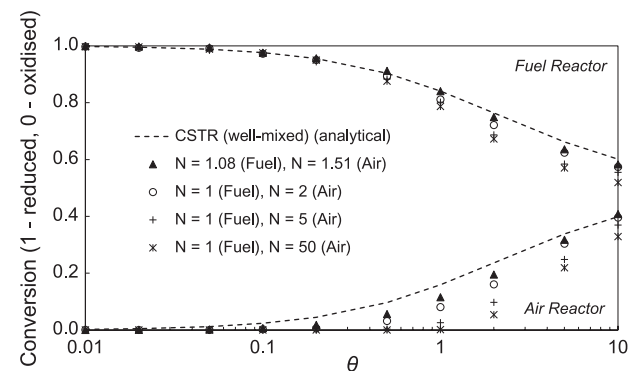 Conversion (1 - reduced, 0 - oxidised)
1.0
0.8
0.6
0.4
0.2
0.0
Fuel Reactor
CSTR (well-mixed) (analytical)
N = 1.08 (Fuel), N = 1.51 (Air)
N = 1 (Fuel), N = 2 (Air)
N = 1 (Fuel), N = 5 (Air)
N = 1 (Fuel), N = 50 (Air)
Air Reactor
0.01
0.1
1
10
θ